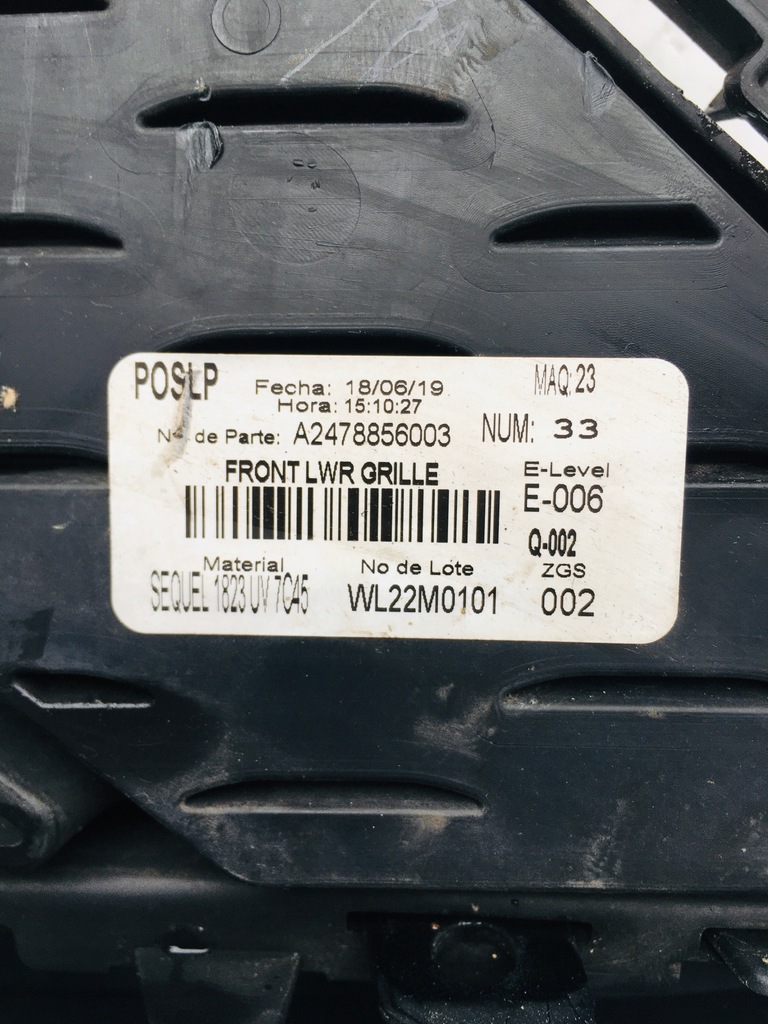 POSLP
Fecha: 18/06/19
MAQ: 23
Hora: 15:10:27
No. de Parte: A2478856003
NUM: 33
FRONT LWR GRILLE
E-Level
E-006
Q-002
Material
No de Lote
ZGS
SEQUEL 1823 UV 7C45
WL22M0101
002